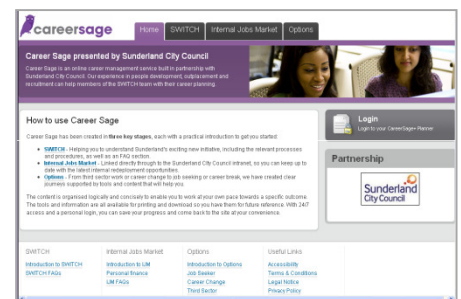 careersage
Home
SWITCH
Internal Jobs Market
Options
Career Sage presented by Sunderland City Council
Career Sage is an online career management service built in partnership with
Sunderland City Council. Our experience in people development, outplacement and
recruitment can help members of the SWITCH team with their career planning.
How to use Career Sage
Career Sage has been created in three key stages, each with a practical introduction to get you started:
SWITCH - Helping you to understand Sunderland's exciting new initiative, including the relevant processes
and procedures, as well as an FAQ section.
Internal Jobs Market - Linked directly through to the Sunderland City Council intranet, so you can keep up to
date with the latest internal redeployment opportunities.
Options - From third sector work or career change to job seeking or career break, we have created clear
journeys supported by tools and content that will help you.
The content is organised logically and concisely to enable you to work at your own pace towards a specific outcome.
The tools and information are all available for printing and download so you have them for future reference. With 24/7
access and a personal login, you can save your progress and come back to the site at your convenience.
Login
Login to your CareerSage+ Planner
Partnership
Sunderland
City Council
SWITCH
Introduction to SWITCH
SWITCH FAQs
Internal Jobs Market
Introduction to IJM
Personal finance
IJM FAQs
Options
Introduction to Options
Job Seeker
Career Change
Third Sector
Useful Links
Accessibility
Terms & Conditions
Legal Notice
Privacy Policy